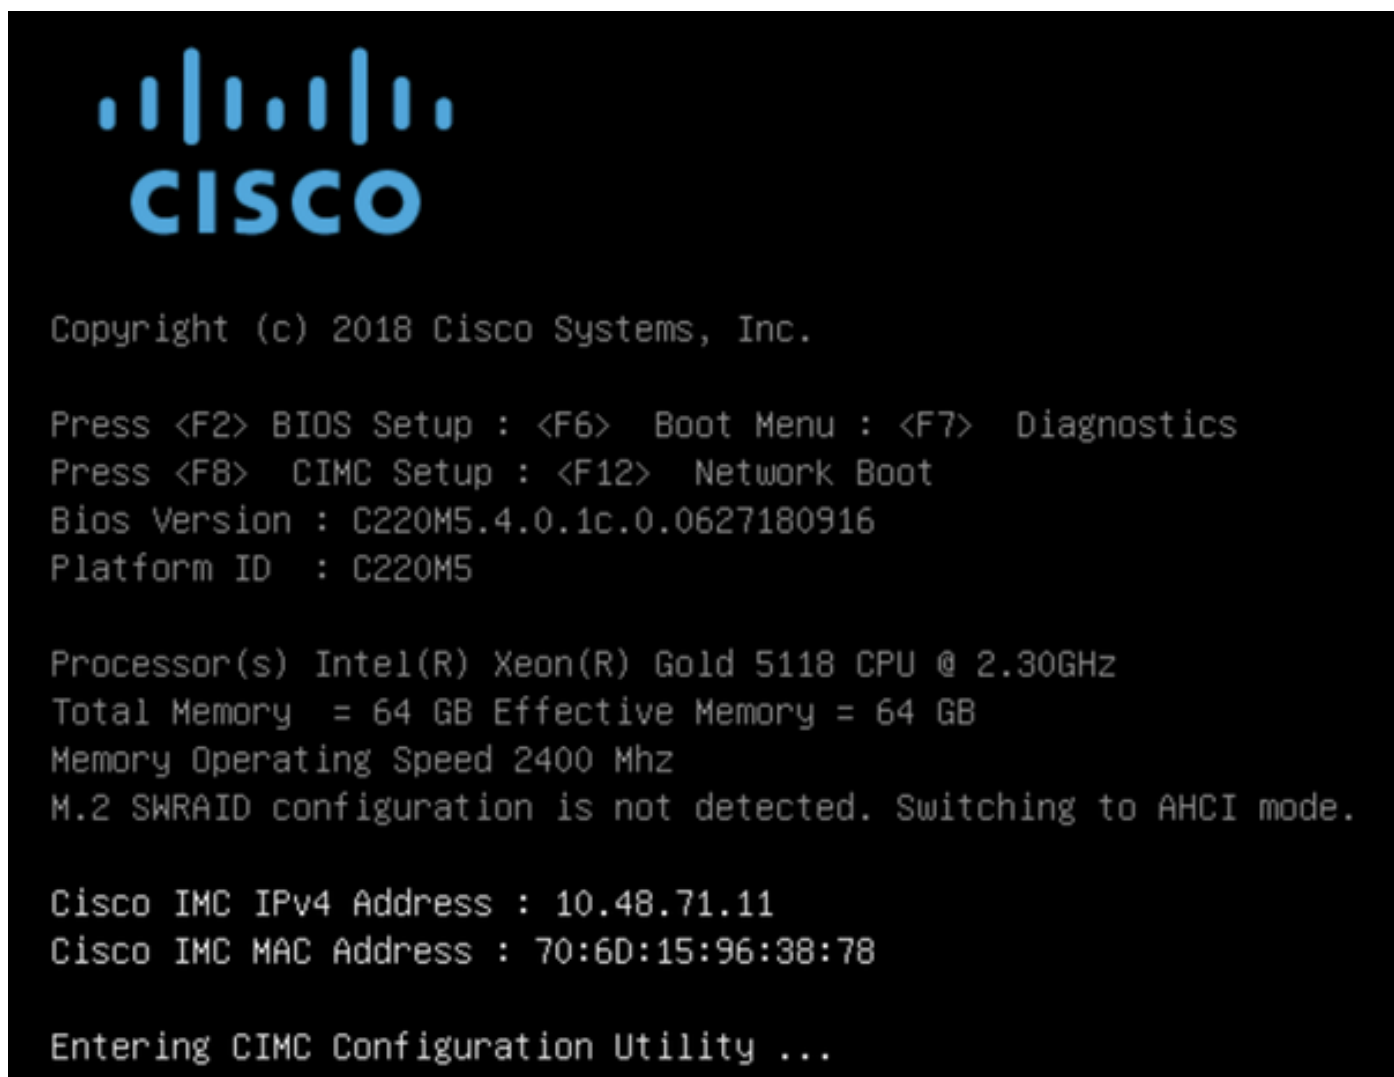 CISCO
Copyright (c) 2018 Cisco Systems, Inc.
Press <F2> BIOS Setup : <F6>  Boot Menu : <F7>  Diagnostics
Press <F8>  CIMC Setup : <F12>  Network Boot
Bios Version : C220M5.4.0.1c.0.0627180916
Platform ID  : C220M5
Processor(s) Intel(R) Xeon(R) Gold 5118 CPU @ 2.30GHz
Total Memory  = 64 GB Effective Memory = 64 GB
Memory Operating Speed 2400 Mhz
M.2 SWRAID configuration is not detected. Switching to AHCI mode.
Cisco IMC IPv4 Address : 10.48.71.11
Cisco IMC MAC Address : 70:6D:15:96:38:78
Entering CIMC Configuration Utility ...